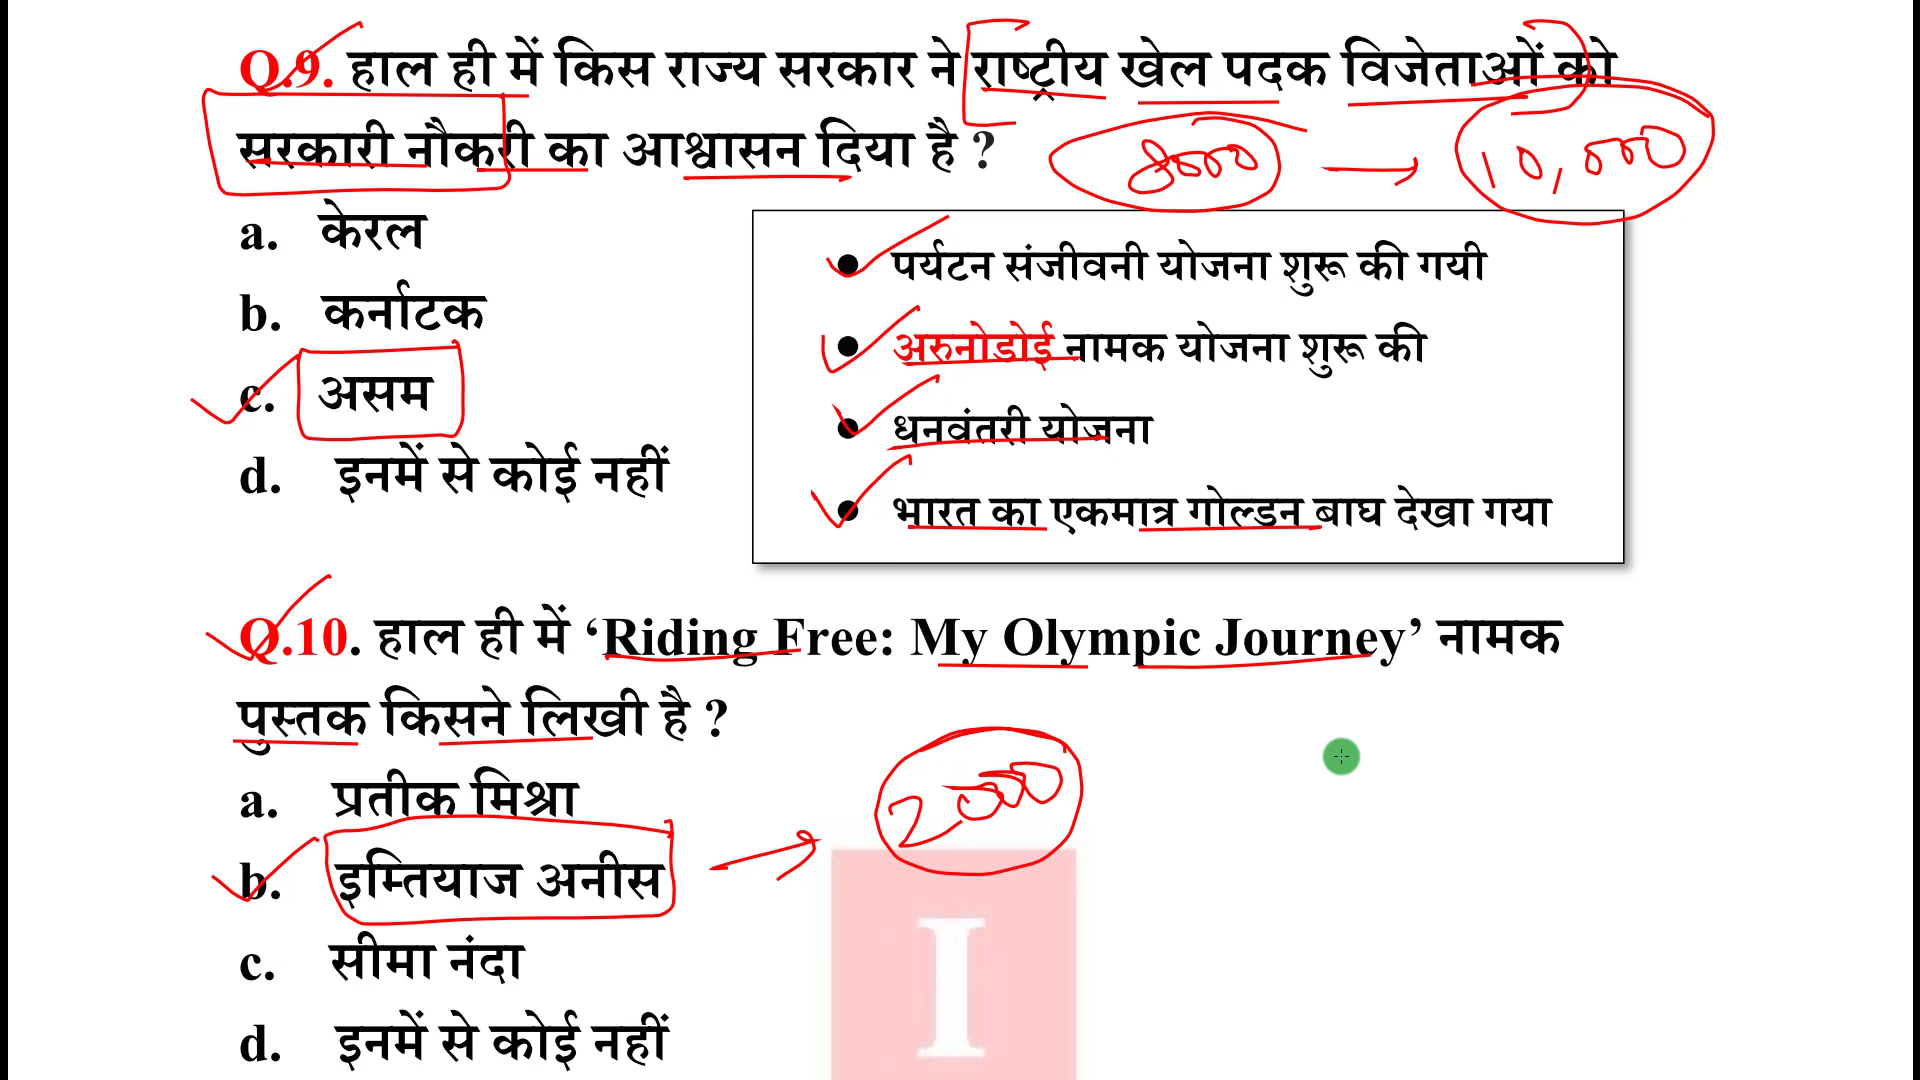 Q.9. हाल ही में किस राज्य सरकार ने राष्ट्रीय खेल पदक विजेताओं को
सरकारी नौकरी का आश्वासन दिया है ?
8000 → 10,000
a. केरल
b. कर्नाटक
c. असम
d. इनमें से कोई नहीं
● पर्यटन संजीवनी योजना शुरू की गयी
● अरुनोडोई नामक योजना शुरू की
● धनवंतरी योजना
● भारत का एकमात्र गोल्डन बाघ देखा गया
Q.10. हाल ही में ‘Riding Free: My Olympic Journey’ नामक
पुस्तक किसने लिखी है ?
a. प्रतीक मिश्रा
b. इम्तियाज अनीस → 2000
c. सीमा नंदा
d. इनमें से कोई नहीं
I